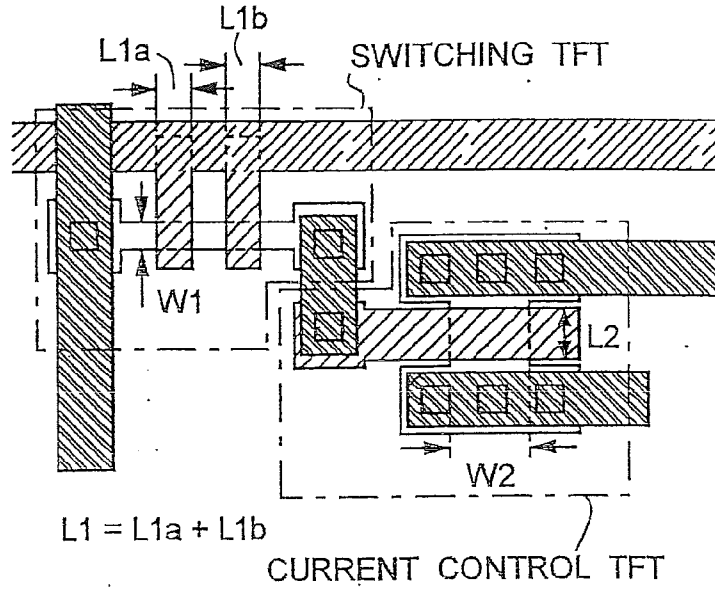 L1b
L1a
SWITCHING TFT
W1
L2
W2
L1 = L1a + L1b
CURRENT CONTROL TFT